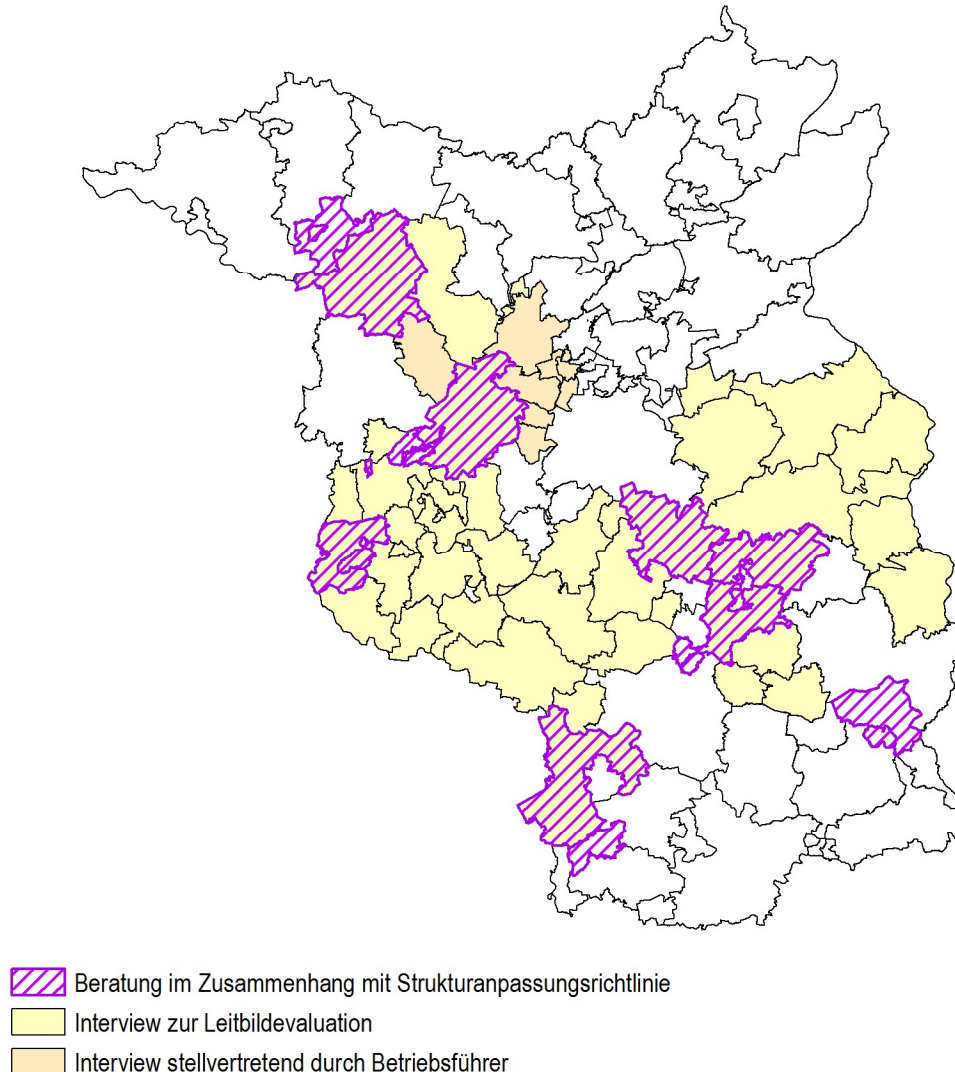 Beratung im Zusammenhang mit Strukturanpassungsrichtlinie
Interview zur Leitbildevaluation
Interview stellvertretend durch Betriebsführer